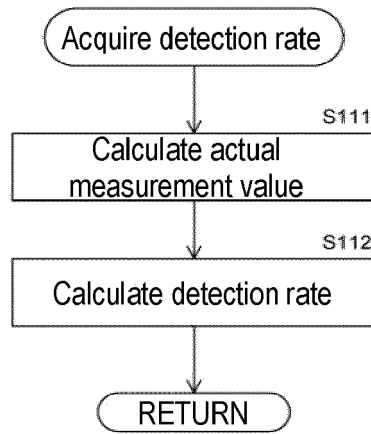 Acquire detection rate
S111
Calculate actual
measurement value
S112
Calculate detection rate
RETURN